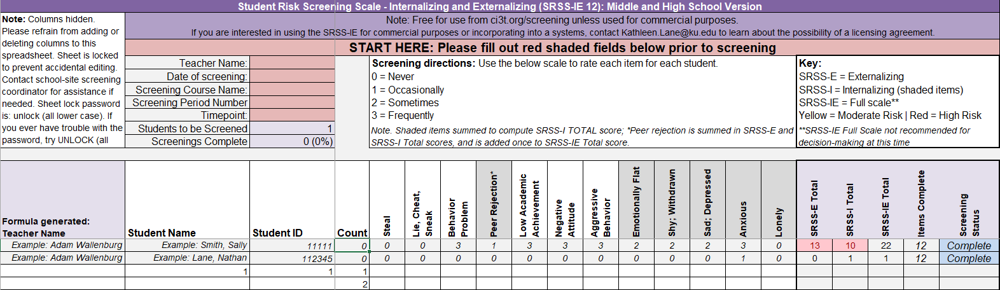 Student Risk Screening Scale - Internalizing and Externalizing (SRSS-IE 12): Middle and High School Version
Note: Columns hidden.
Please refrain from adding or
deleting columns to this
spreadsheet. Sheet is locked
to prevent accidental editing.
Contact school-site screening
coordinator for assistance if
needed. Sheet lock password
is: unlock (all lower case). If
you ever have trouble with the
password, try UNLOCK (all
Note: Free for use from ci3t.org/screening unless used for commercial purposes.
If you are interested in using the SRSS-IE for commercial purposes or incorporating into a systems, contact Kathleen.Lane@ku.edu to learn about the possibility of a licensing agreement.
START HERE: Please fill out red shaded fields below prior to screening
Teacher Name:
Date of screening:
Screening Course Name:
Screening Period Number
Timepoint:
Students to be Screened 1
Screenings Complete 0 (0%)
Screening directions: Use the below scale to rate each item for each student.
0 = Never
1 = Occasionally
2 = Sometimes
3 = Frequently
Note. Shaded items summed to compute SRSS-I TOTAL score; *Peer rejection is summed in SRSS-E and
SRSS-I Total scores, and is added once to SRSS-IE Total score.
Key:
SRSS-E = Externalizing
SRSS-I = Internalizing (shaded items)
SRSS-IE = Full scale**
Yellow = Moderate Risk | Red = High Risk
**SRSS-IE Full Scale not recommended for
decision-making at this time
Formula generated:
Teacher Name
Student Name
Student ID
Count
Steal
Lie, Cheat,
Sneak
Behavior
Problem
Peer Rejection*
Low Academic
Achievement
Negative
Attitude
Aggressive
Behavior
Emotionally Flat
Shy; Withdrawn
Sad; Depressed
Anxious
Lonely
SRSS-E Total
SRSS-I Total
SRSS-IE Total
Items Complete
Screening
Status
Example: Adam Wallenburg Example: Smith, Sally 11111 0 0 0 3 1 3 3 3 2 2 2 3 0 13 10 22 12 Complete
Example: Adam Wallenburg Example: Lane, Nathan 112345 0 0 0 0 0 0 0 0 0 0 0 1 0 0 1 1 12 Complete
1 1 1
2